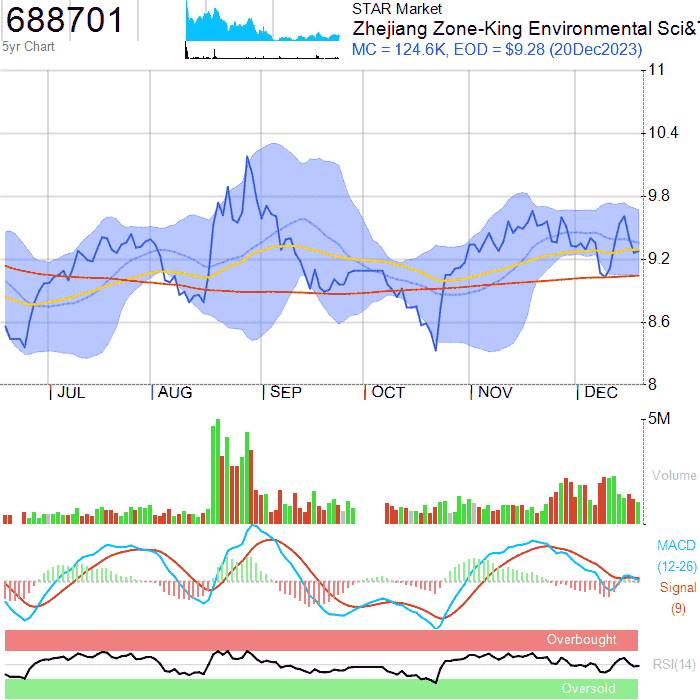 688701
5yr Chart
STAR Market
Zhejiang Zone-King Environmental Sci&
MC = 124.6K, EOD = $9.28 (20Dec2023)
11
10.4
9.8
9.2
8.6
8
JUL AUG SEP OCT NOV DEC
5M
Volume
MACD
(12-26)
Signal
(9)
Overbought
RSI(14)
Oversold